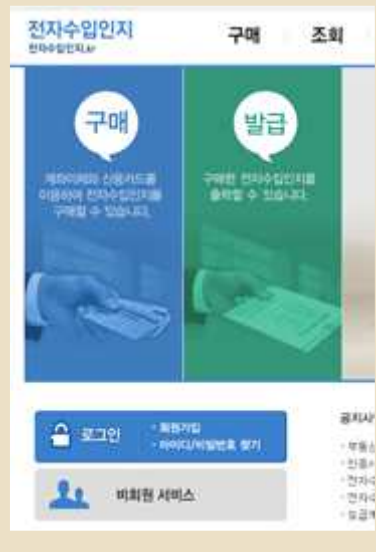 전자수입인지
전자수입인지.kr
구매
조회
구매
계좌이체와 신용카드를
이용하여 전자수입인지를
구매할 수 있습니다.
발급
구매한 전자수입인지를
출력할 수 있습니다.
로그인
· 회원가입
· 아이디/비밀번호 찾기
비회원 서비스
공지사